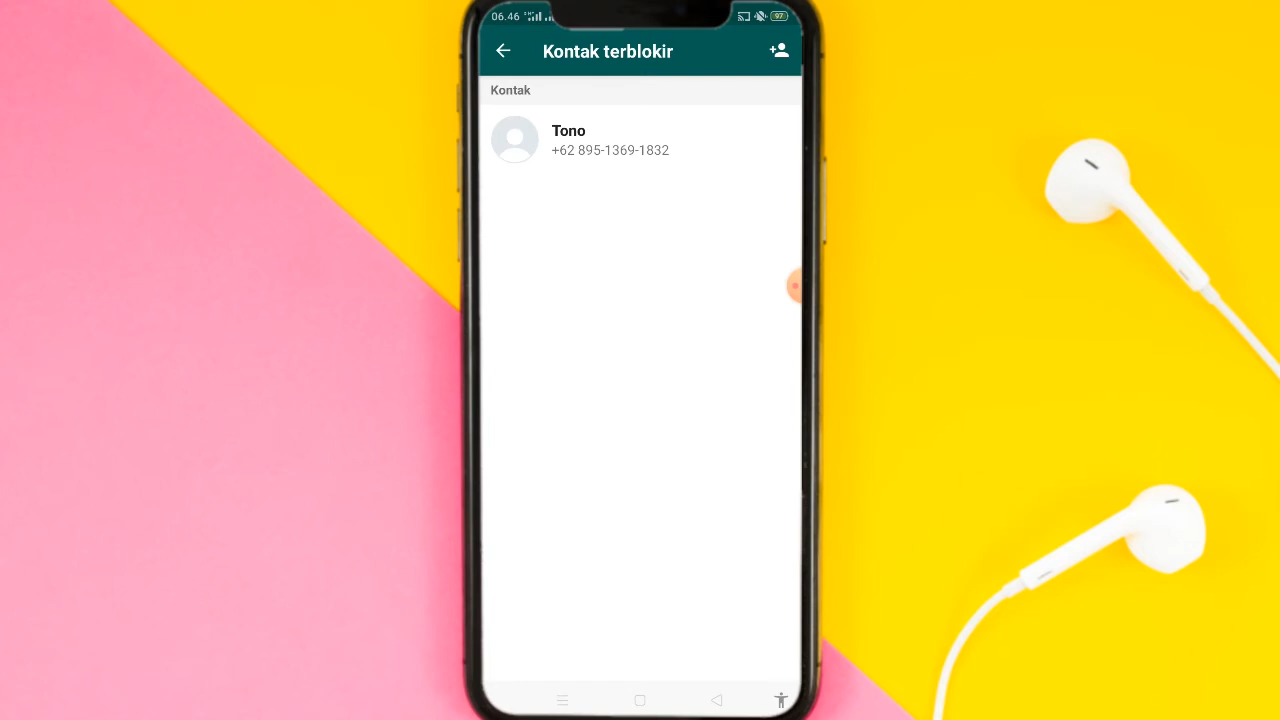 06.46
97
Kontak terblokir
Kontak
Tono
+62 895-1369-1832